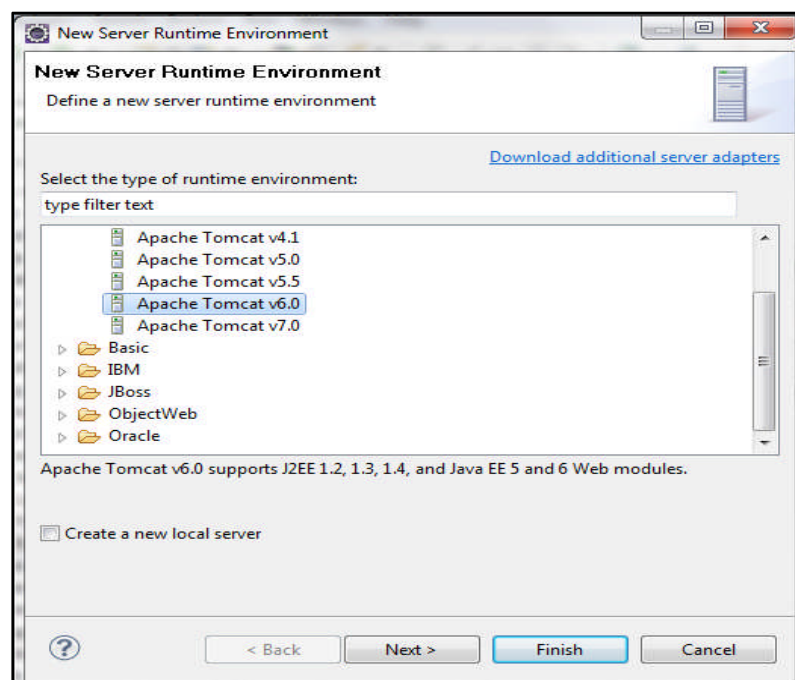 New Server Runtime Environment
New Server Runtime Environment
Define a new server runtime environment
Download additional server adapters
Select the type of runtime environment:
type filter text
Apache Tomcat v4.1
Apache Tomcat v5.0
Apache Tomcat v5.5
Apache Tomcat v6.0
Apache Tomcat v7.0
Basic
IBM
JBoss
ObjectWeb
Oracle
Apache Tomcat v6.0 supports J2EE 1.2, 1.3, 1.4, and Java EE 5 and 6 Web modules.
Create a new local server
? < Back Next > Finish Cancel